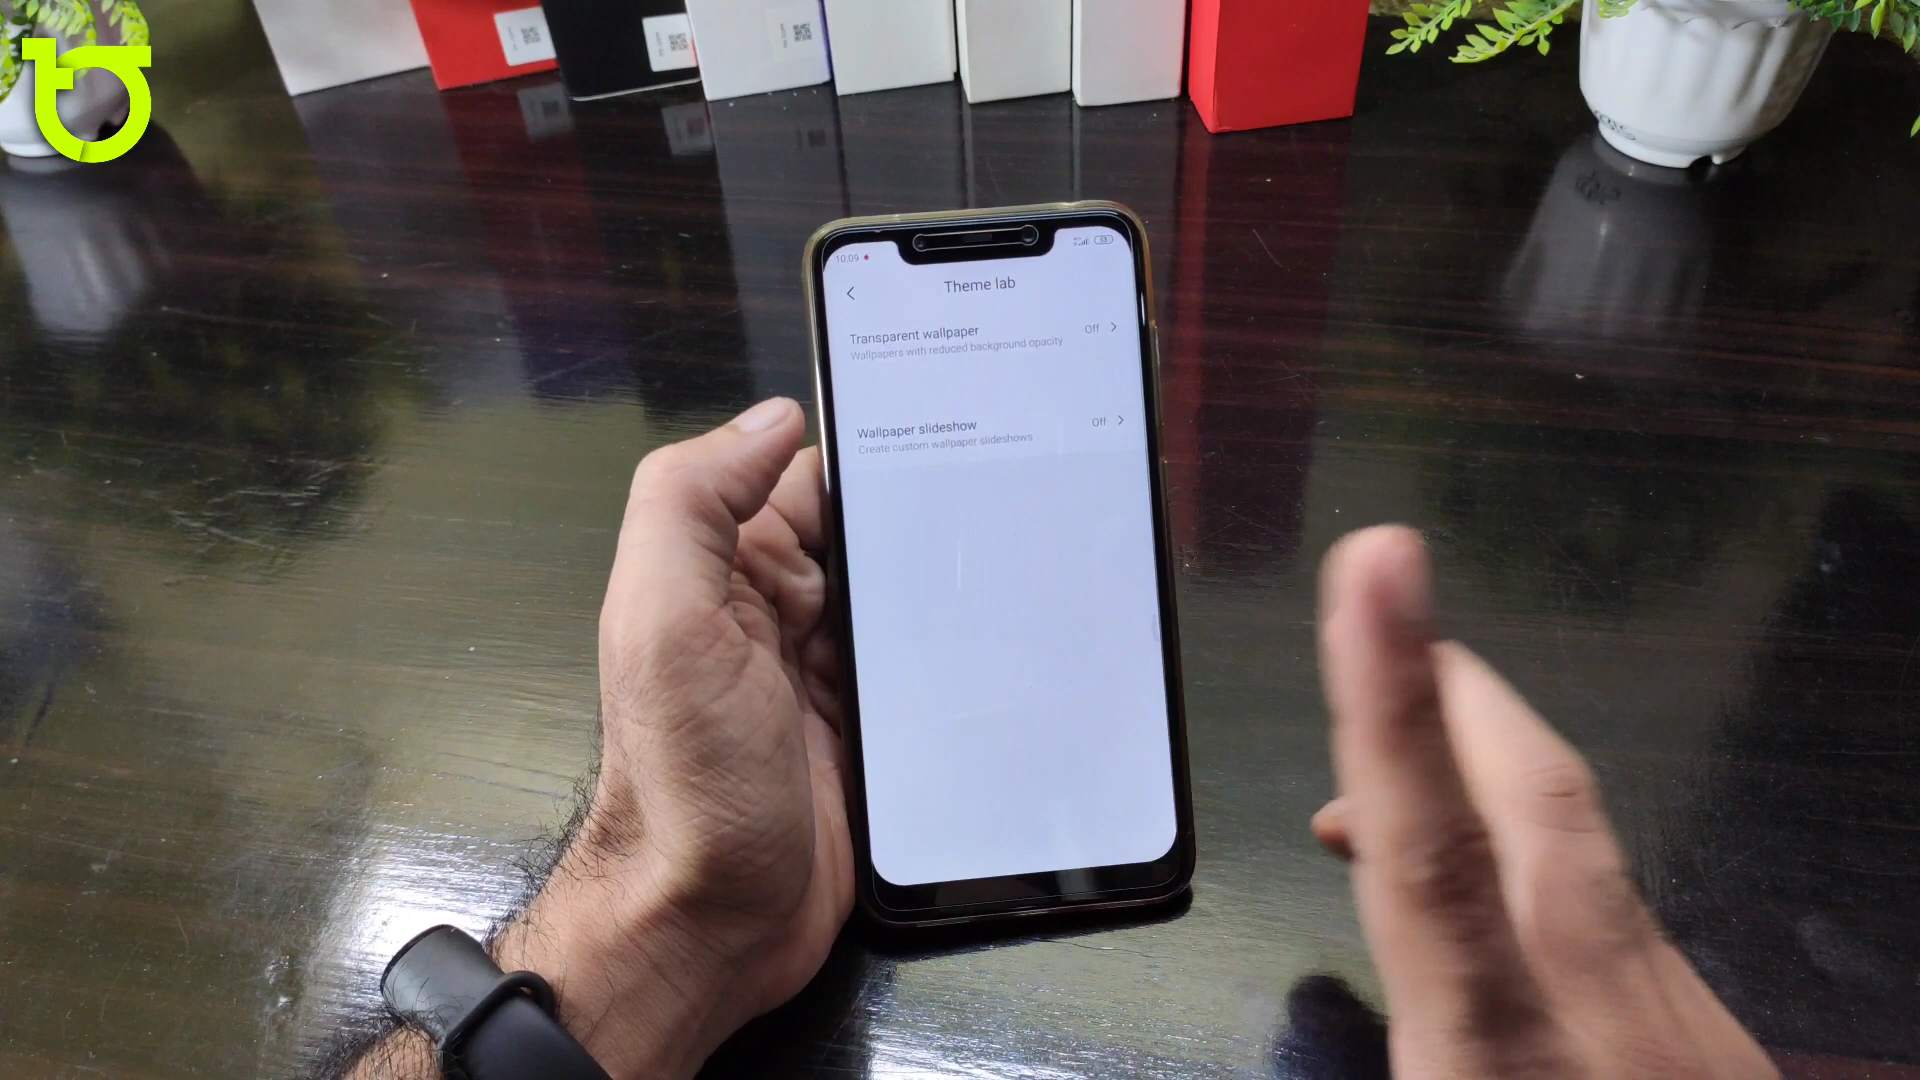 10:09
Theme lab
Transparent wallpaper
Off
Wallpapers with reduced background opacity
Wallpaper slideshow
Off
Create custom wallpaper slideshows